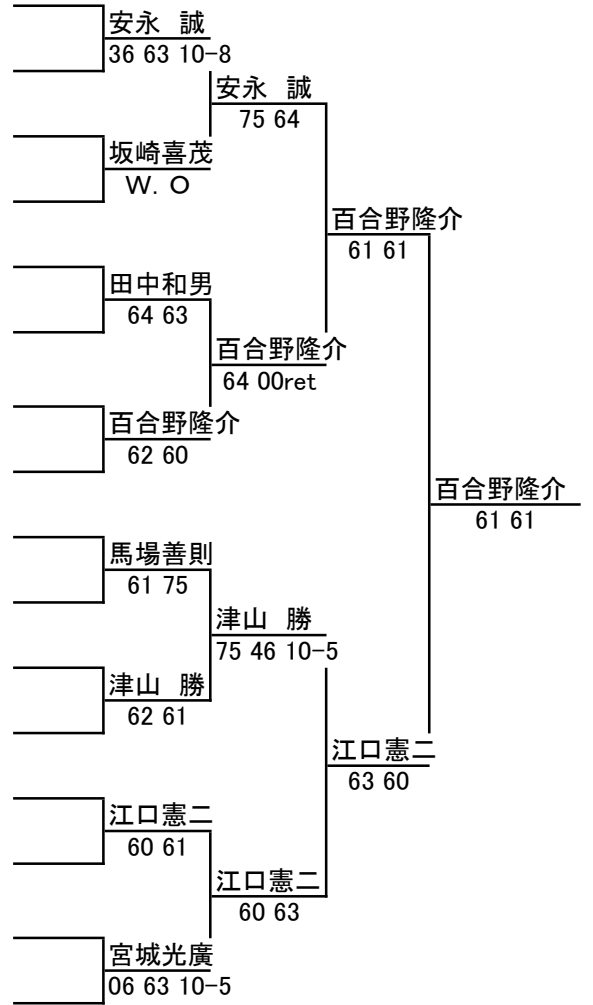 安永　誠
36 63 10-8
安永　誠
75 64
坂崎喜茂
W. O
百合野隆介
61 61
田中和男
64 63
百合野隆介
64 00ret
百合野隆介
62 60
百合野隆介
61 61
馬場善則
61 75
津山　勝
75 46 10-5
津山　勝
62 61
江口憲二
63 60
江口憲二
60 61
江口憲二
60 63
宮城光廣
06 63 10-5